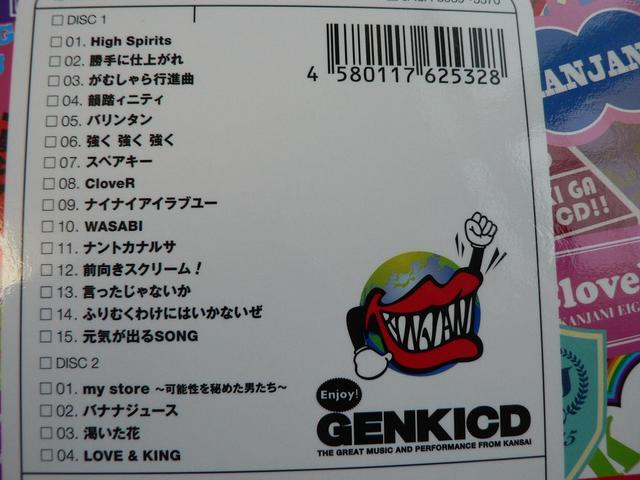 DISC 1
01. High Spirits
02. 勝手に仕上がれ
03. がむしゃら行進曲
04. 韻踏ィニティ
05. バリンタン
06. 強く 強く 強く
07. スペアキー
08. CloveR
09. ナイナイアイラブユー
10. WASABI
11. ナントカナルサ
12. 前向きスクリーム!
13. 言ったじゃないか
14. ふりむくわけにはいかないぜ
15. 元気が出るSONG
DISC 2
01. my store ～可能性を秘めた男たち～
02. バナナジュース
03. 渇いた花
04. LOVE & KING
4 580117 625328
KANJANI
Enjoy!
GENKICD
THE GREAT MUSIC AND PERFORMANCE FROM KANSAI
ANJAN
KI GA
CD!!
love
KANJANI EIG